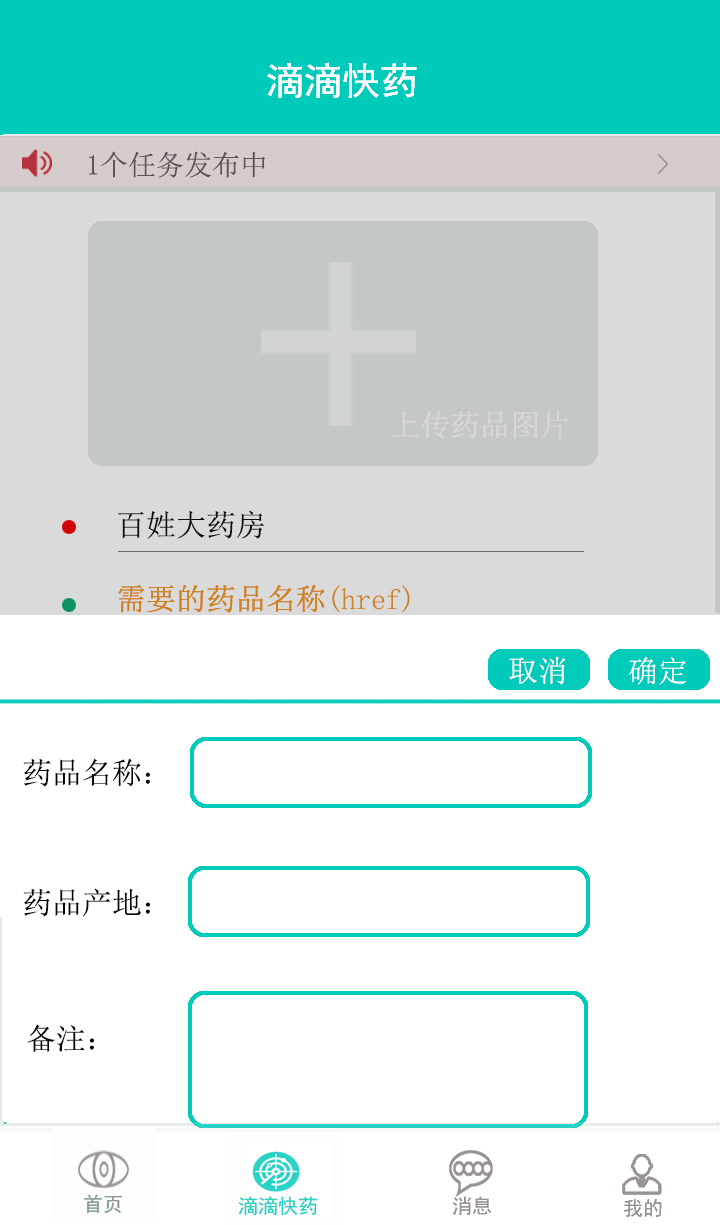 滴滴快药
1个任务发布中
上传药品图片
百姓大药房
需要的药品名称(href)
取消 确定
药品名称：
药品产地：
备注：
首页 滴滴快药 消息 我的